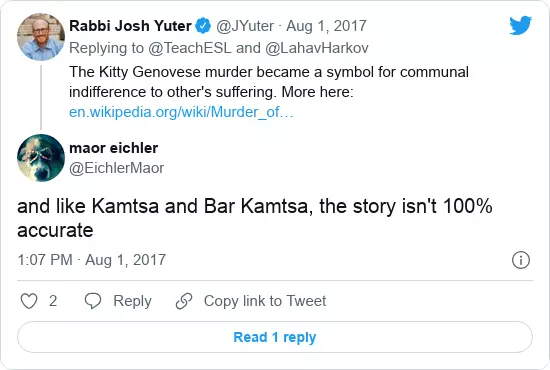 Rabbi Josh Yuter @JYuter · Aug 1, 2017
Replying to @TeachESL and @LahavHarkov
The Kitty Genovese murder became a symbol for communal
indifference to other's suffering. More here:
en.wikipedia.org/wiki/Murder_of…
maor eichler
@EichlerMaor
and like Kamtsa and Bar Kamtsa, the story isn't 100%
accurate
1:07 PM · Aug 1, 2017
2 Reply Copy link to Tweet
Read 1 reply